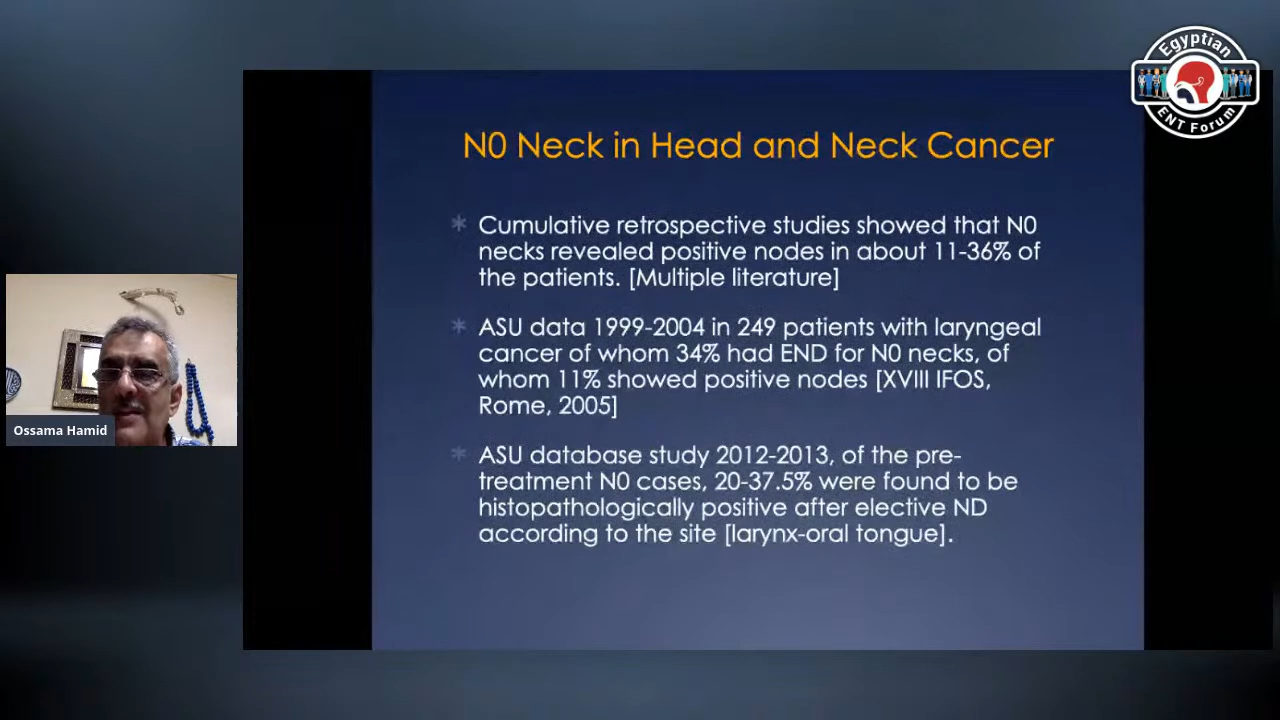 Egyptian
ENT Forum
N0 Neck in Head and Neck Cancer
* Cumulative retrospective studies showed that N0
necks revealed positive nodes in about 11-36% of
the patients. [Multiple literature]
* ASU data 1999-2004 in 249 patients with laryngeal
cancer of whom 34% had END for N0 necks, of
whom 11% showed positive nodes [XVIII IFOS,
Rome, 2005]
* ASU database study 2012-2013, of the pre-
treatment N0 cases, 20-37.5% were found to be
histopathologically positive after elective ND
according to the site [larynx-oral tongue].
Ossama Hamid